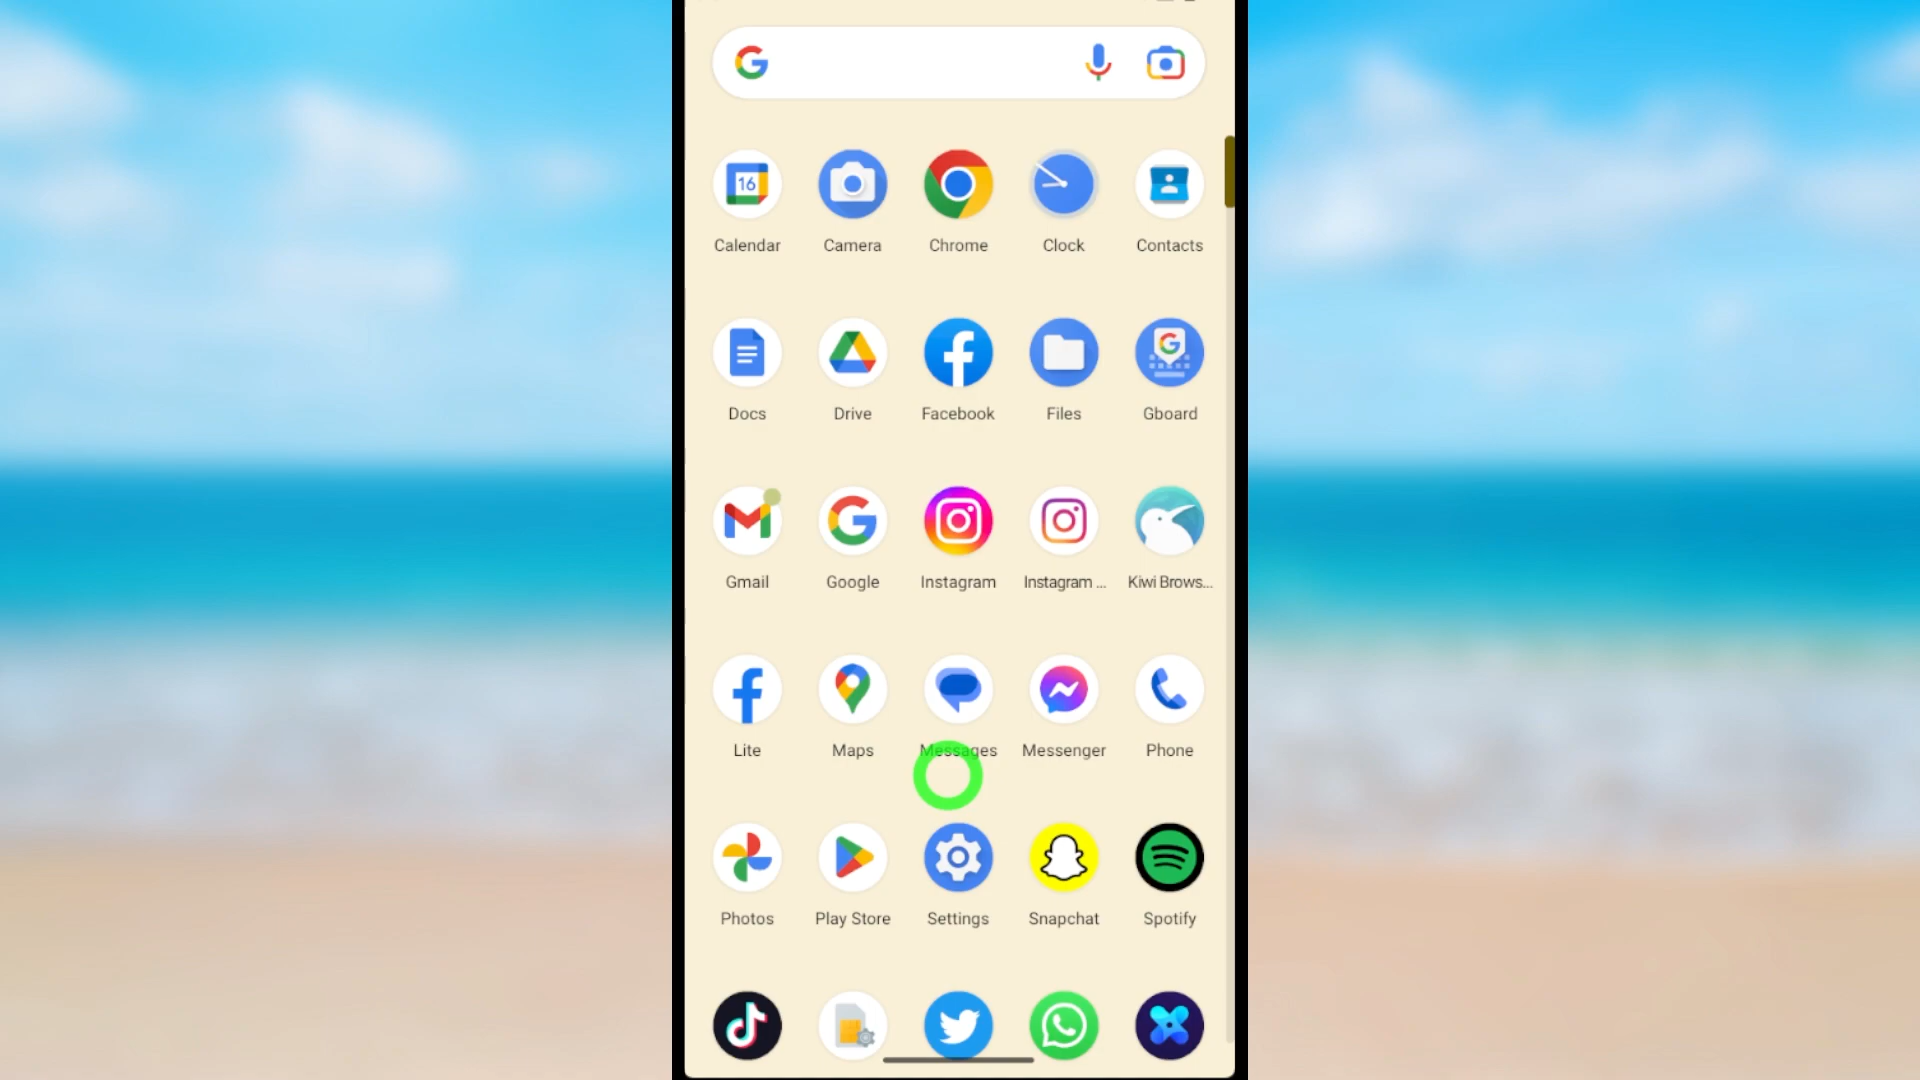 16
Calendar Camera Chrome Clock Contacts
Docs Drive Facebook Files Gboard
Gmail Google Instagram Instagram ... Kiwi Brows...
Lite Maps Messages Messenger Phone
Photos Play Store Settings Snapchat Spotify